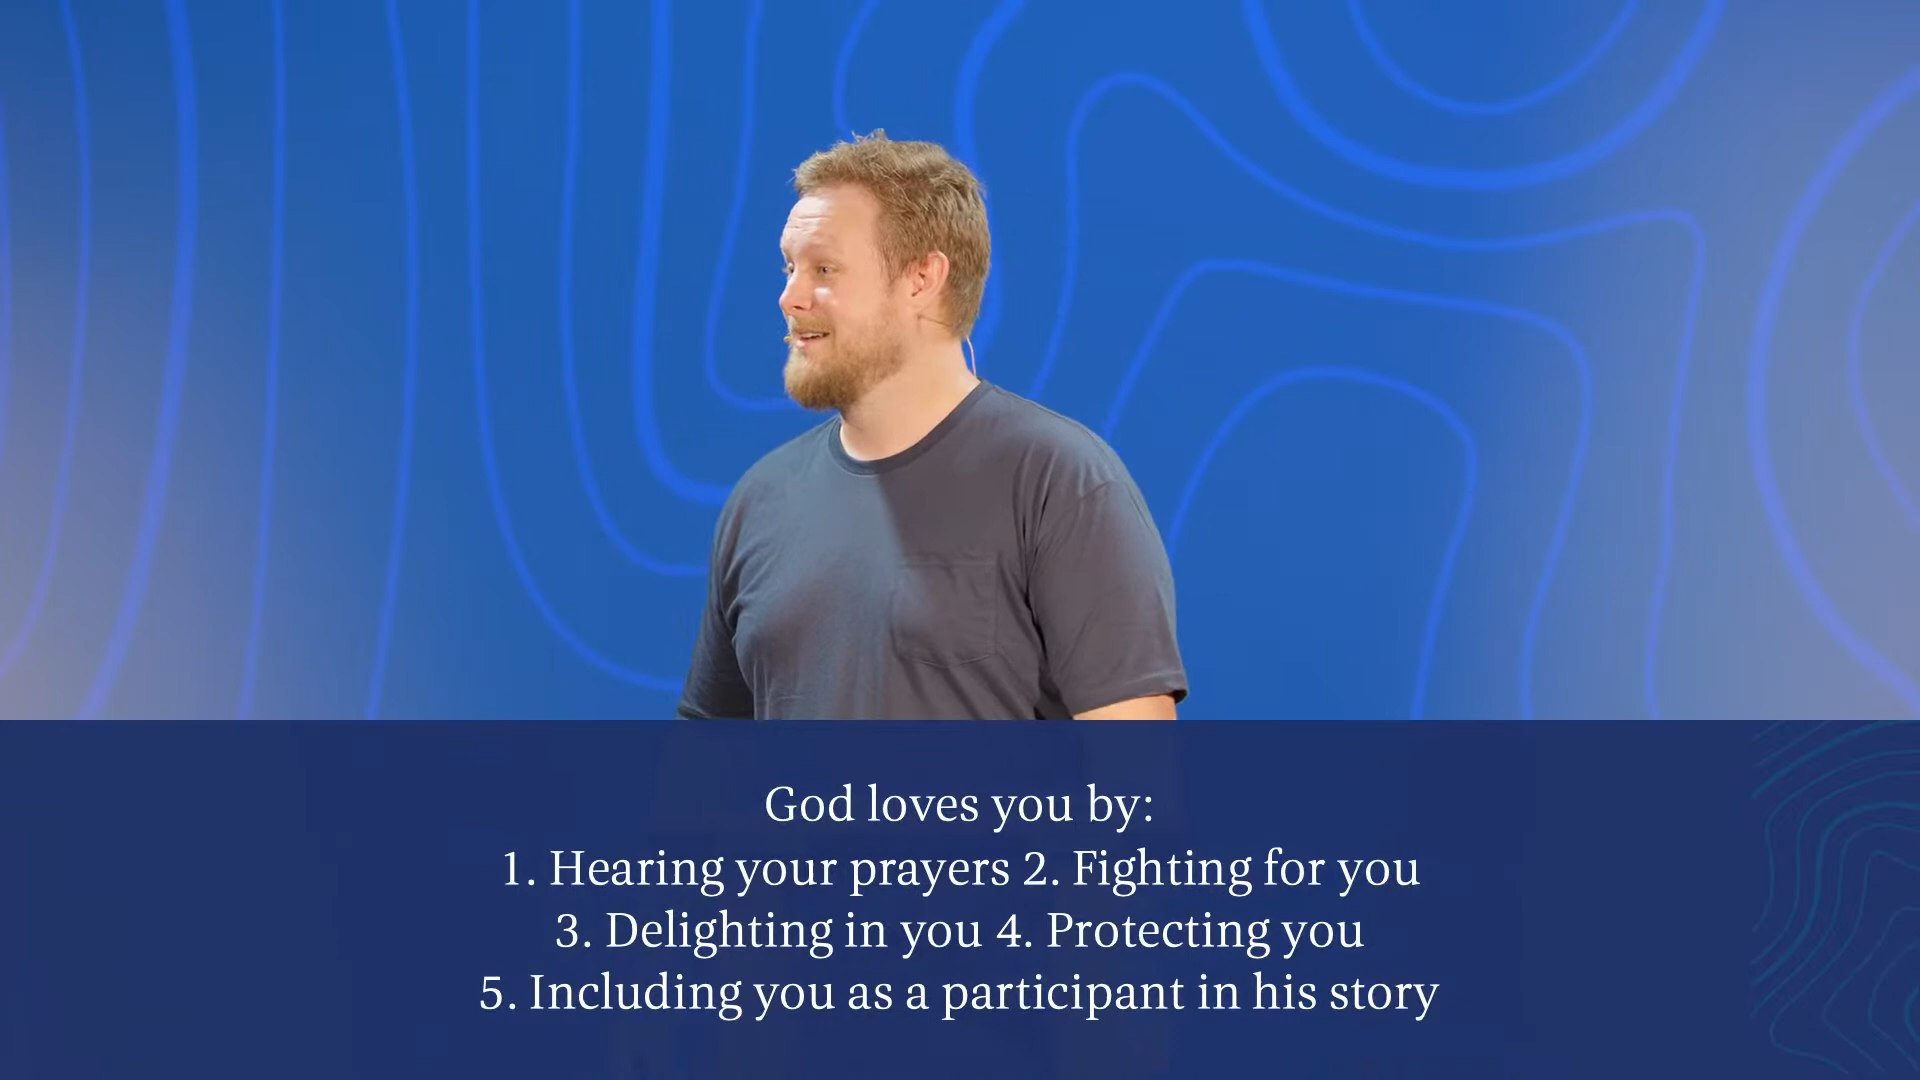 God loves you by:
1. Hearing your prayers 2. Fighting for you
3. Delighting in you 4. Protecting you
5. Including you as a participant in his story